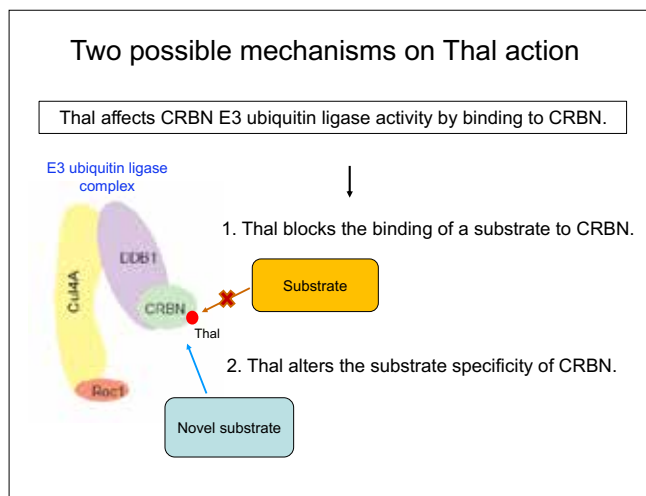 Two possible mechanisms on Thal action
Thal affects CRBN E3 ubiquitin ligase activity by binding to CRBN.
E3 ubiquitin ligase
complex
1. Thal blocks the binding of a substrate to CRBN.
DDB1
Cul4A
Substrate
CRBN
Thal
2. Thal alters the substrate specificity of CRBN.
Roc1
Novel substrate